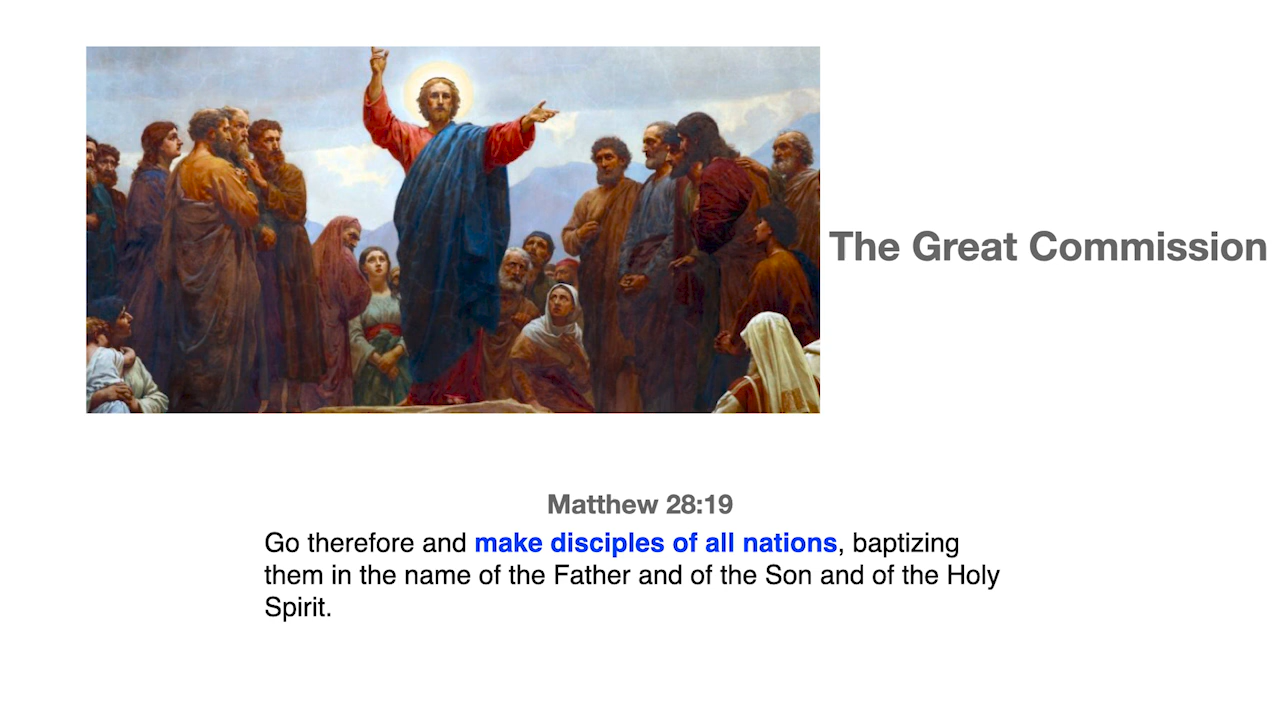 The Great Commission
Matthew 28:19
Go therefore and make disciples of all nations, baptizing
them in the name of the Father and of the Son and of the Holy
Spirit.